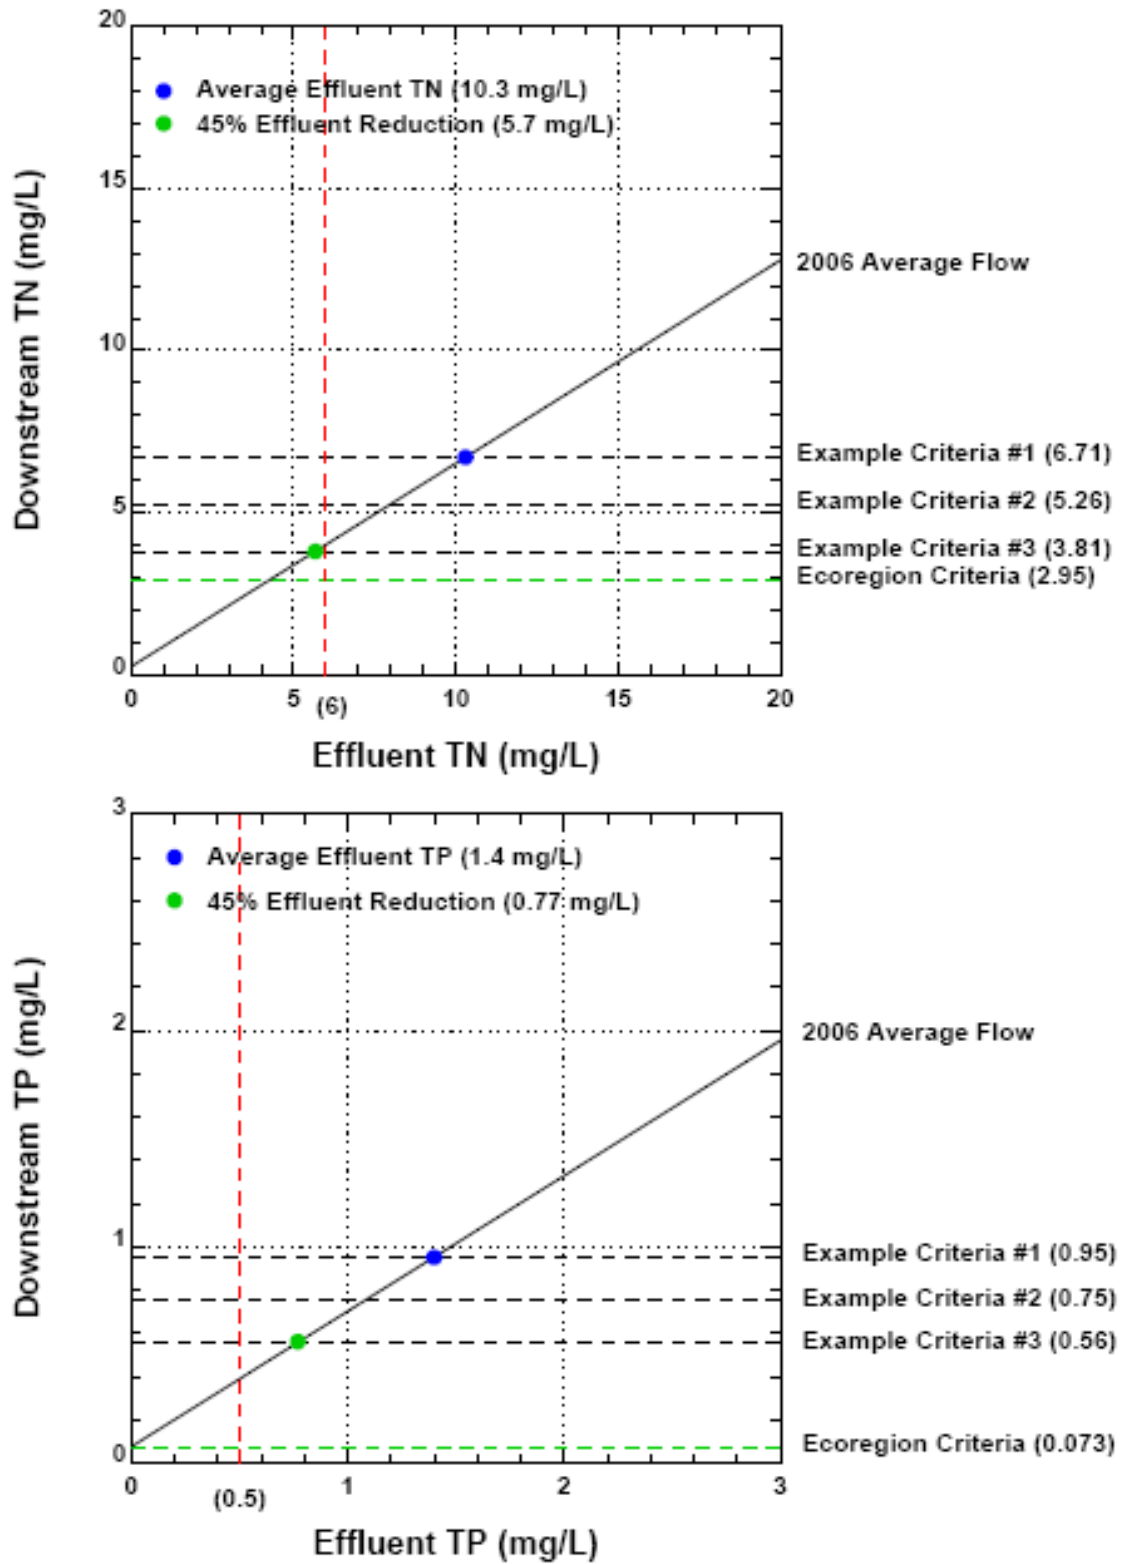 20
Average Effluent TN (10.3 mg/L)
45% Effluent Reduction (5.7 mg/L)
15
Downstream TN (mg/L)
2006 Average Flow
10
Example Criteria #1 (6.71)
5
Example Criteria #2 (5.26)
Example Criteria #3 (3.81)
Ecoregion Criteria (2.95)
0
0 5 (6) 10 15 20
Effluent TN (mg/L)
3
Average Effluent TP (1.4 mg/L)
45% Effluent Reduction (0.77 mg/L)
Downstream TP (mg/L)
2
2006 Average Flow
1
Example Criteria #1 (0.95)
Example Criteria #2 (0.75)
Example Criteria #3 (0.56)
Ecoregion Criteria (0.073)
0
0 (0.5) 1 2 3
Effluent TP (mg/L)